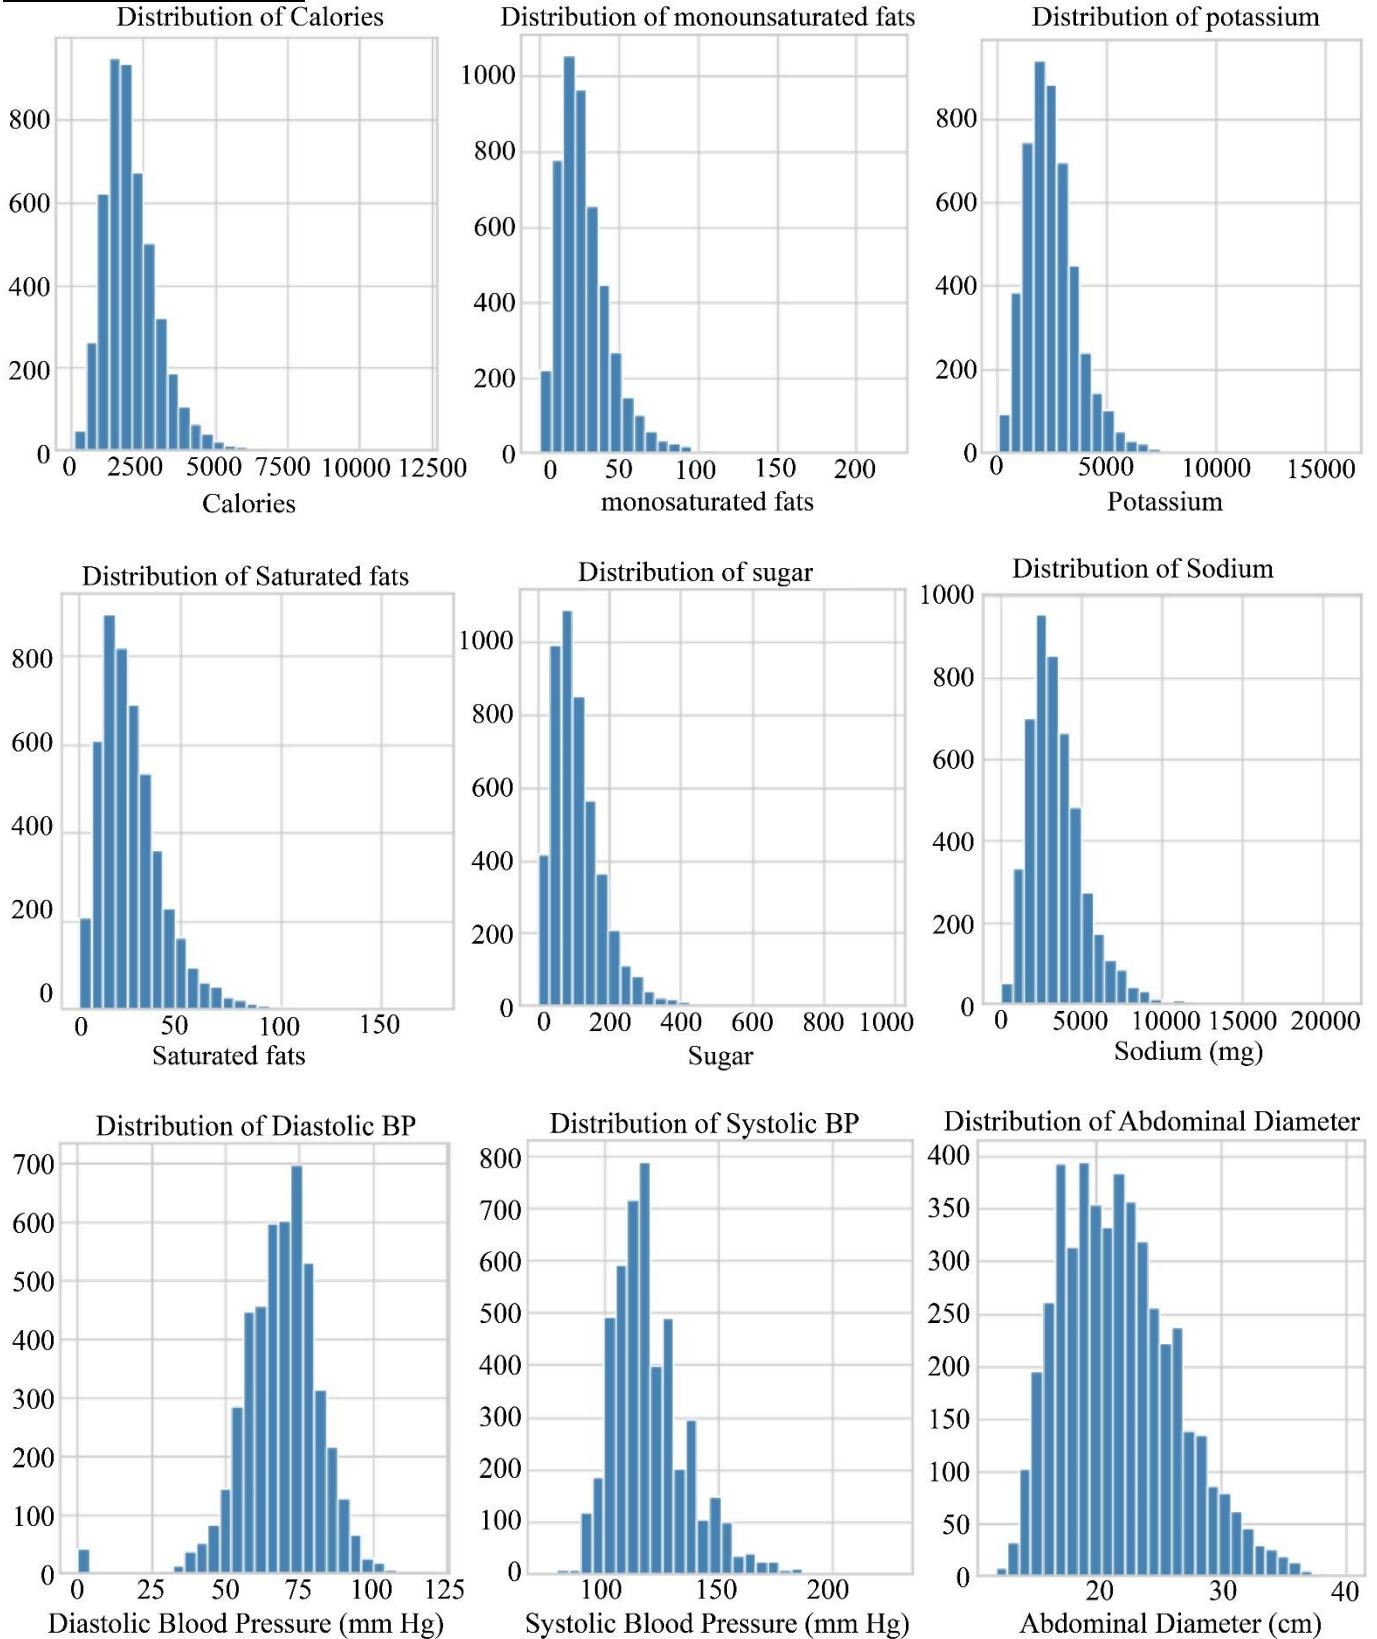 Distribution of Calories
800
600
400
200
0
0 2500 5000 7500 10000 12500
Calories
Distribution of monounsaturated fats
1000
800
600
400
200
0
0 50 100 150 200
monosaturated fats
Distribution of potassium
800
600
400
200
0
0 5000 10000 15000
Potassium
Distribution of Saturated fats
800
600
400
200
0
0 50 100 150
Saturated fats
Distribution of sugar
1000
800
600
400
200
0
0 200 400 600 800 1000
Sugar
Distribution of Sodium
1000
800
600
400
200
0
0 5000 10000 15000 20000
Sodium (mg)
Distribution of Diastolic BP
700
600
500
400
300
200
100
0
0 25 50 75 100 125
Diastolic Blood Pressure (mm Hg)
Distribution of Systolic BP
800
700
600
500
400
300
200
100
0
100 150 200
Systolic Blood Pressure (mm Hg)
Distribution of Abdominal Diameter
400
350
300
250
200
150
100
50
0
20 30 40
Abdominal Diameter (cm)